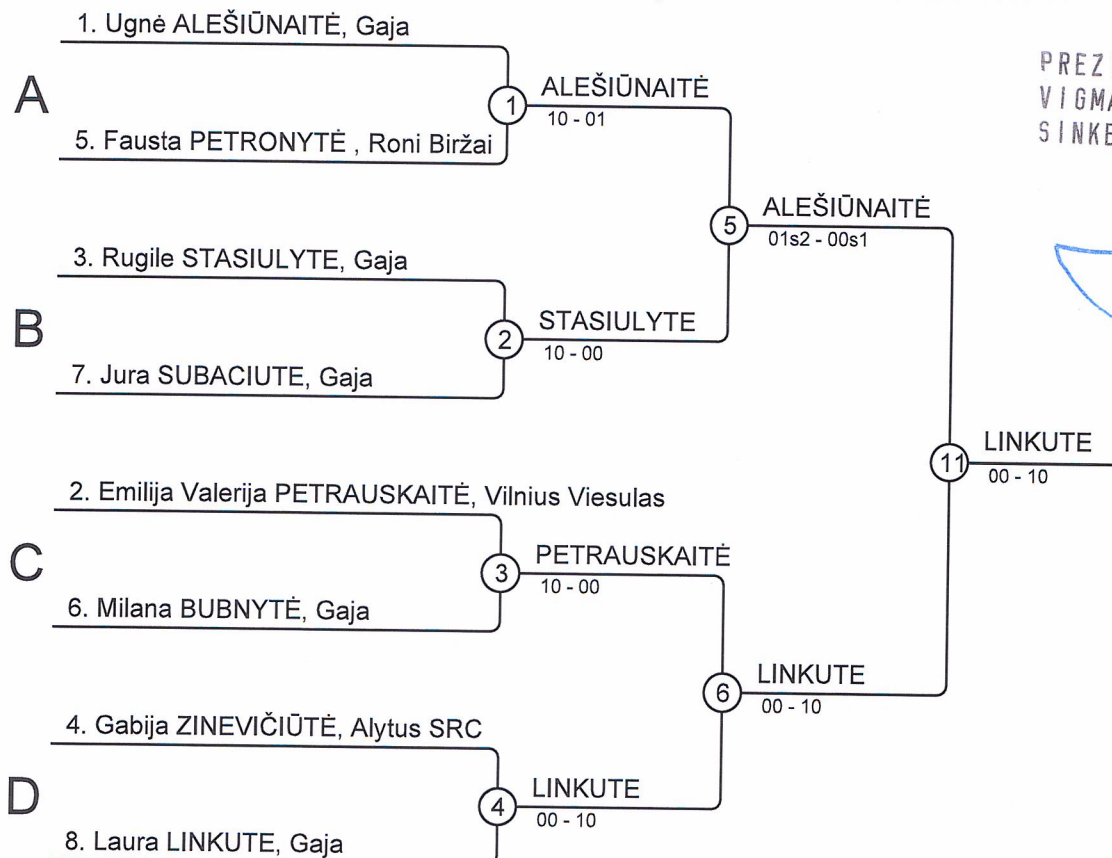 1. Ugnė ALEŠIŪNAITĖ, Gaja
A
1
ALEŠIŪNAITĖ
10 - 01
5. Fausta PETRONYTĖ , Roni Biržai
5
ALEŠIŪNAITĖ
01s2 - 00s1
3. Rugile STASIULYTE, Gaja
B
2
STASIULYTE
10 - 00
7. Jura SUBACIUTE, Gaja
11
LINKUTE
00 - 10
2. Emilija Valerija PETRAUSKAITĖ, Vilnius Viesulas
C
3
PETRAUSKAITĖ
10 - 00
6. Milana BUBNYTĖ, Gaja
6
LINKUTE
00 - 10
4. Gabija ZINEVIČIŪTĖ, Alytus SRC
D
4
LINKUTE
00 - 10
8. Laura LINKUTE, Gaja